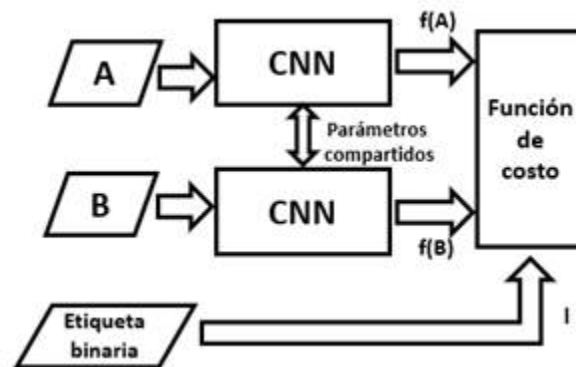 A
CNN
f(A)
Parámetros
compartidos
Función
de
costo
B
CNN
f(B)
Etiqueta
binaria
l